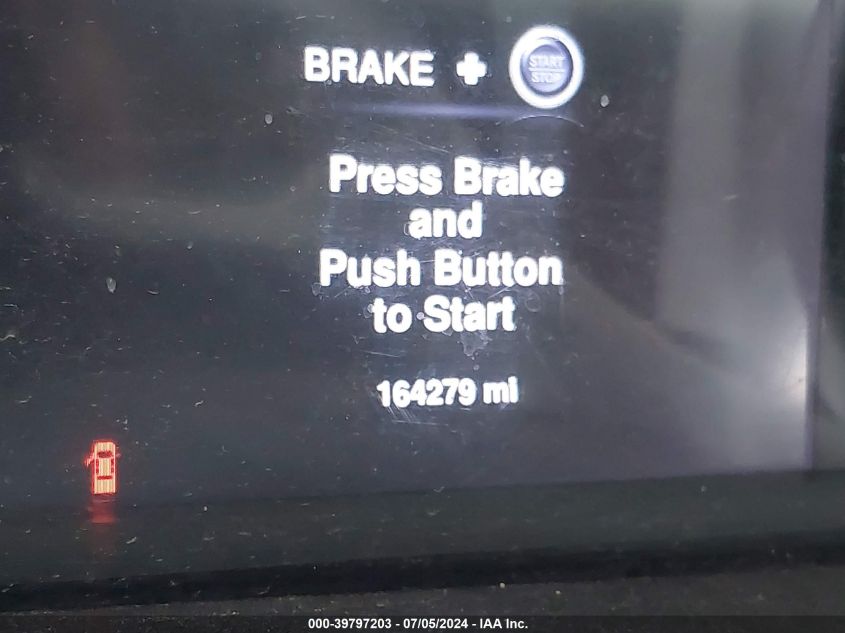 BRAKE + START
STOP
Press Brake
and
Push Button
to Start
164279 mi
000-39797203 - 07/05/2024 - IAA Inc.